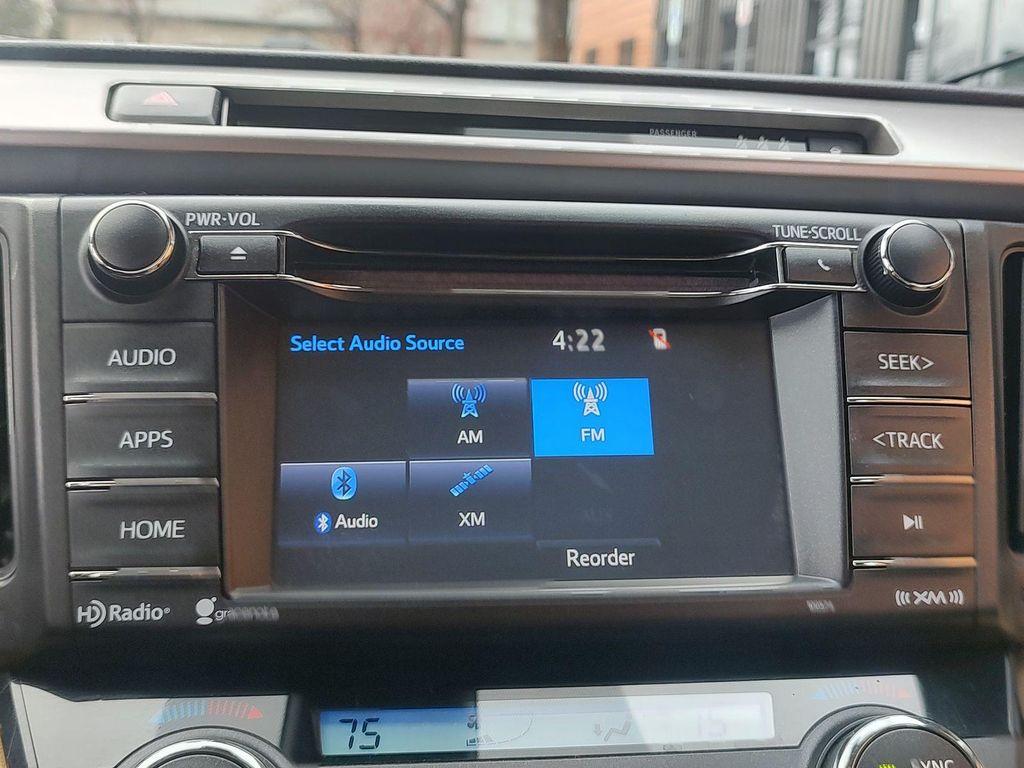 PASSENGER
PWR·VOL
TUNE·SCROLL
Select Audio Source 4:22
AUDIO
SEEK>
AM
FM
APPS
<TRACK
Audio
XM
HOME
Reorder
HD Radio®
gracenote
((( XM )))
75
SYNC